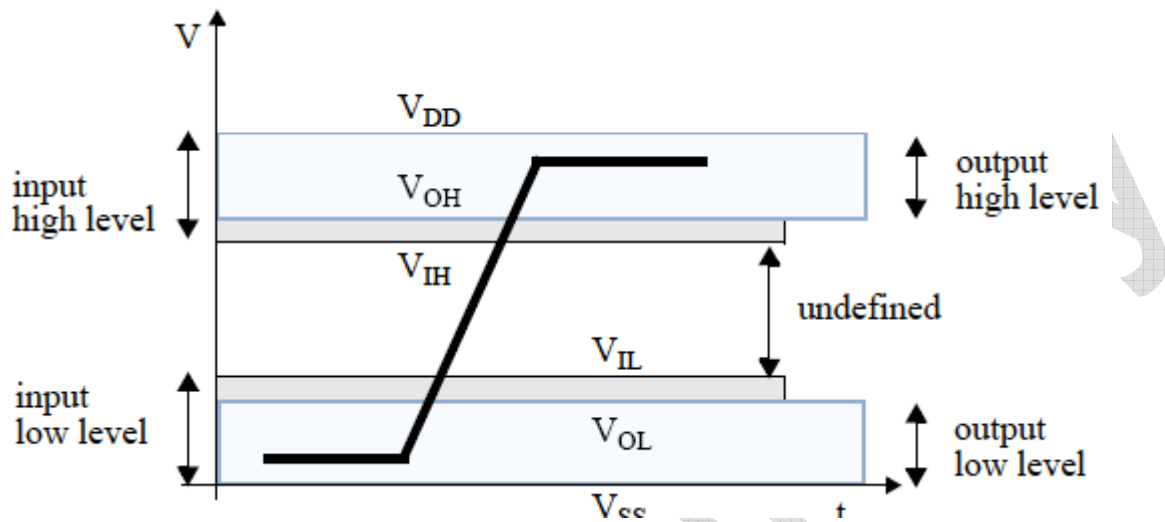 V
V_DD
input
high level
V_OH
output
high level
V_IH
undefined
V_IL
input
low level
V_OL
output
low level
V_SS
t